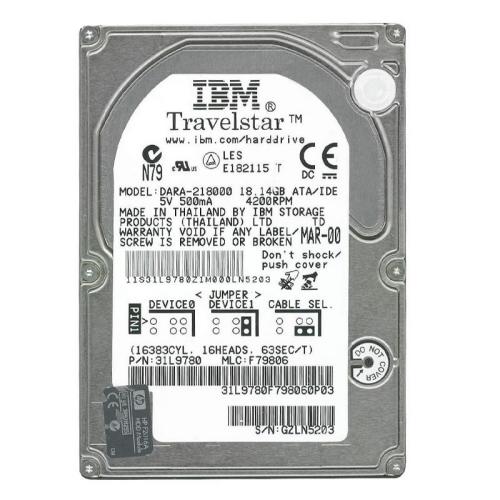 IBM ®
Travelstar ™
www.ibm.com/harddrive
N79 LES E182115 T DC CE
MODEL:DARA-218000 18.14GB ATA/IDE
5V 500mA 4200RPM
MADE IN THAILAND BY IBM STORAGE
PRODUCTS (THAILAND) LTD TD
WARRANTY VOID IF ANY LABEL/
SCREW IS REMOVED OR BROKEN MAR-00
Don't shock/
push cover
11S31L9780Z1M000LN5203
< JUMPER >
DEVICE0 DEVICE1 CABLE SEL.
PIN1
DO NOT COVER
(16383CYL. 16HEADS. 63SEC/T)
P/N:31L9780 MLC:F79806
31L9780F798060P03
S/N:GZLN5203
hp